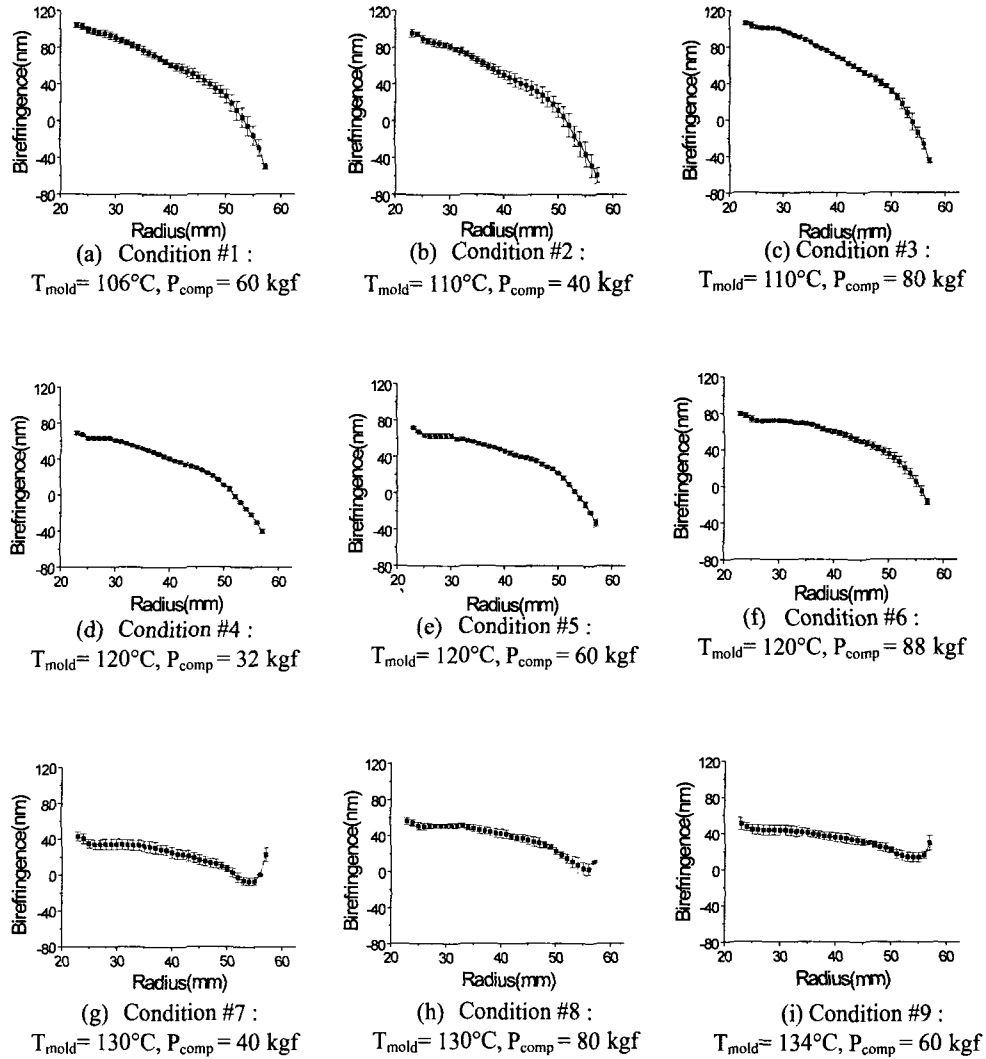 120
80
40
0
-40
-80
Birefringence(nm)
20 30 40 50 60
Radius(mm)
(a) Condition #1 :
T_mold= 106°C, P_comp = 60 kgf
120
80
40
0
-40
-80
Birefringence(nm)
20 30 40 50 60
Radius(mm)
(b) Condition #2 :
T_mold= 110°C, P_comp = 40 kgf
120
80
40
0
-40
-80
Birefringence(nm)
20 30 40 50 60
Radius(mm)
(c) Condition #3 :
T_mold= 110°C, P_comp = 80 kgf
120
80
40
0
-40
-80
Birefringence(nm)
20 30 40 50 60
Radius(mm)
(d) Condition #4 :
T_mold= 120°C, P_comp = 32 kgf
120
80
40
0
-40
-80
Birefringence(nm)
20 30 40 50 60
Radius(mm)
(e) Condition #5 :
T_mold= 120°C, P_comp = 60 kgf
120
80
40
0
-40
-80
Birefringence(nm)
20 30 40 50 60
Radius(mm)
(f) Condition #6 :
T_mold= 120°C, P_comp = 88 kgf
120
80
40
0
-40
-80
Birefringence(nm)
20 30 40 50 60
Radius(mm)
(g) Condition #7 :
T_mold= 130°C, P_comp = 40 kgf
120
80
40
0
-40
-80
Birefringence(nm)
20 30 40 50 60
Radius(mm)
(h) Condition #8 :
T_mold= 130°C, P_comp = 80 kgf
120
80
40
0
-40
-80
Birefringence(nm)
20 30 40 50 60
Radius(mm)
(i) Condition #9 :
T_mold= 134°C, P_comp = 60 kgf